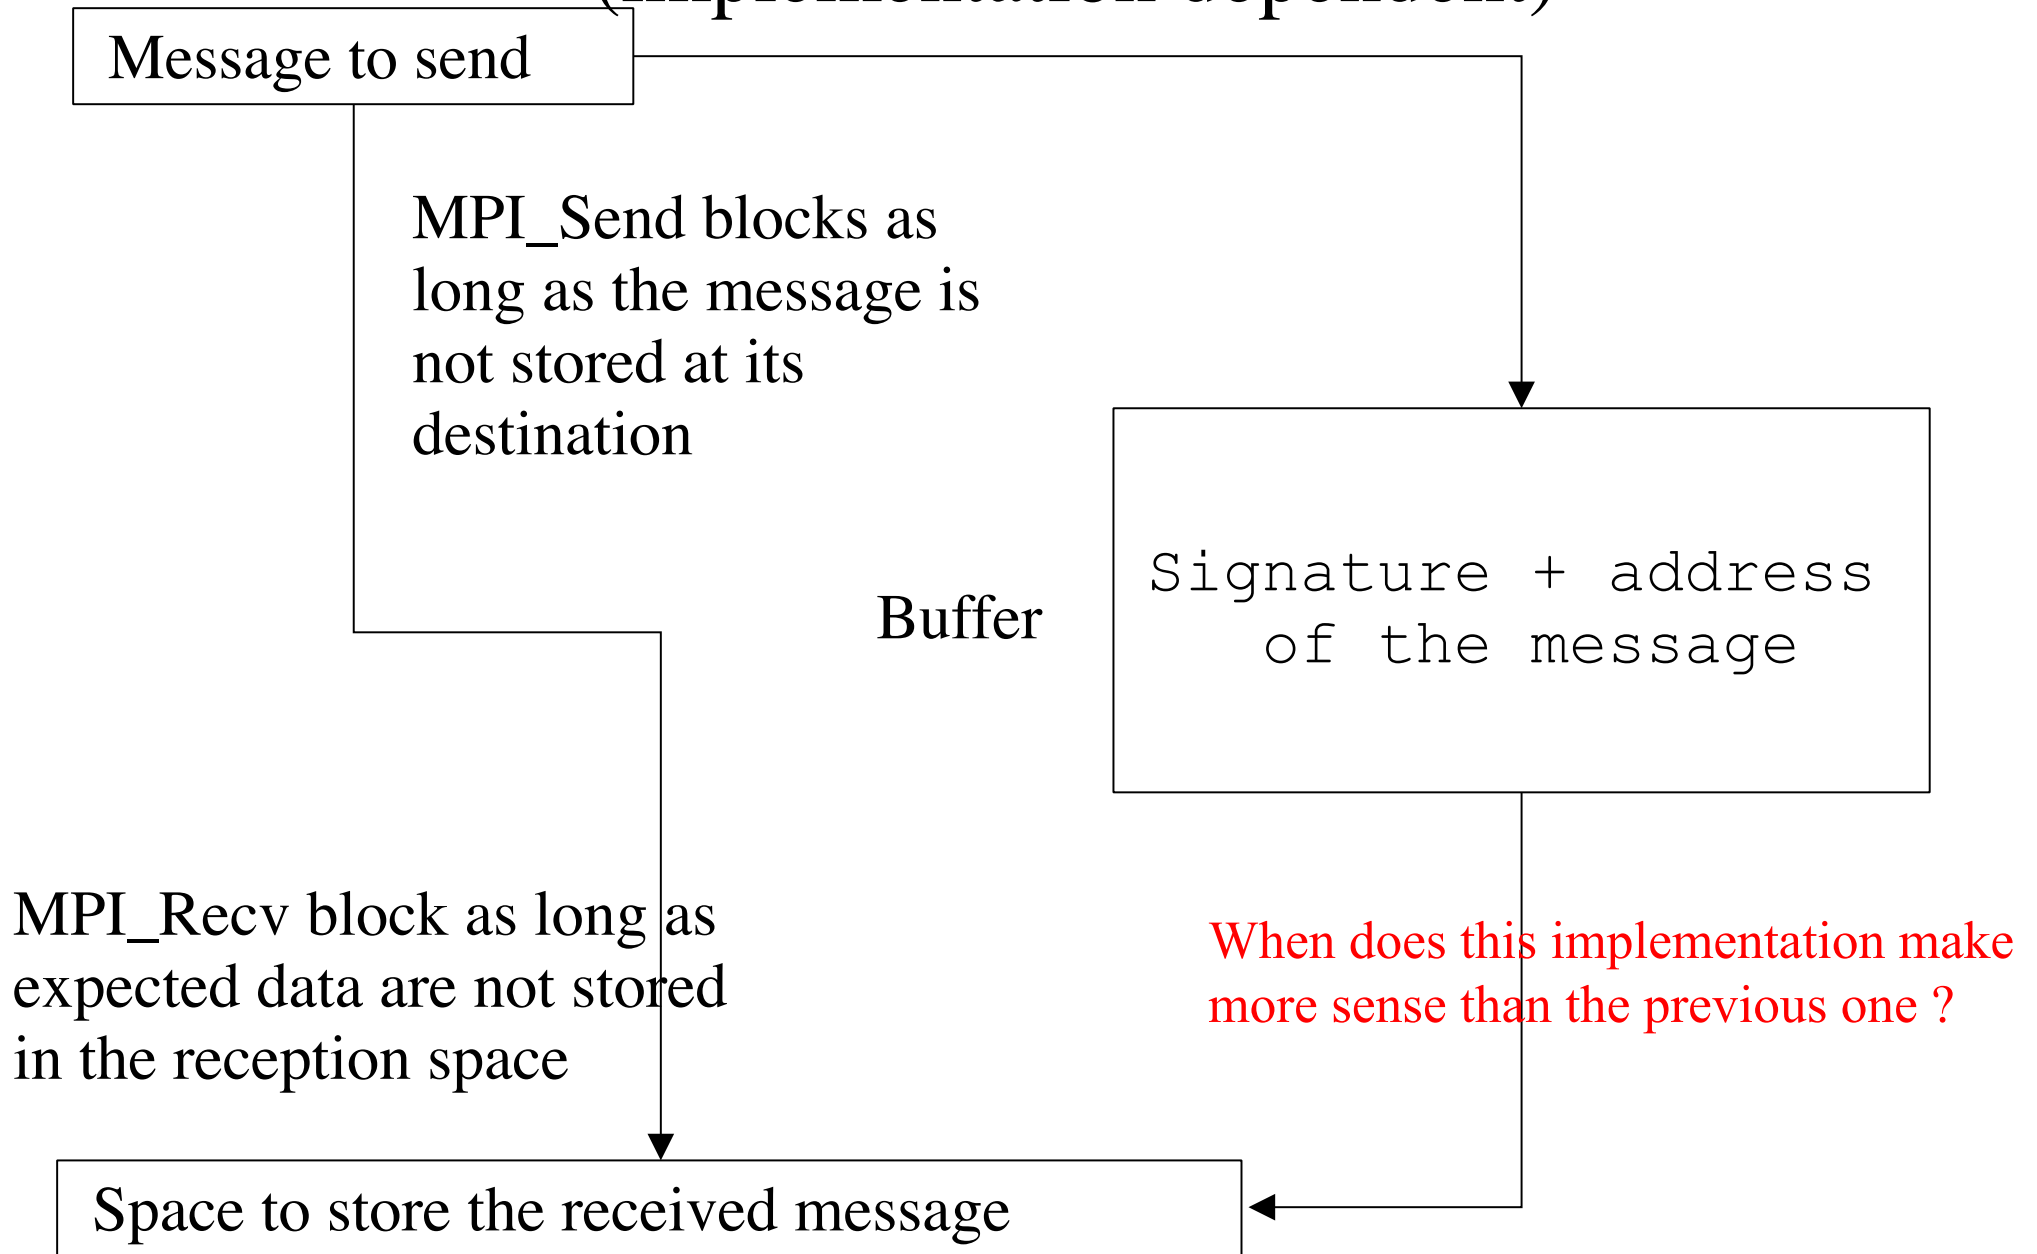 (implementation dependent)
Message to send
MPI_Send blocks as
long as the message is
not stored at its
destination
Signature + address
of the message
Buffer
MPI_Recv block as long as
expected data are not stored
in the reception space
When does this implementation make
more sense than the previous one ?
Space to store the received message